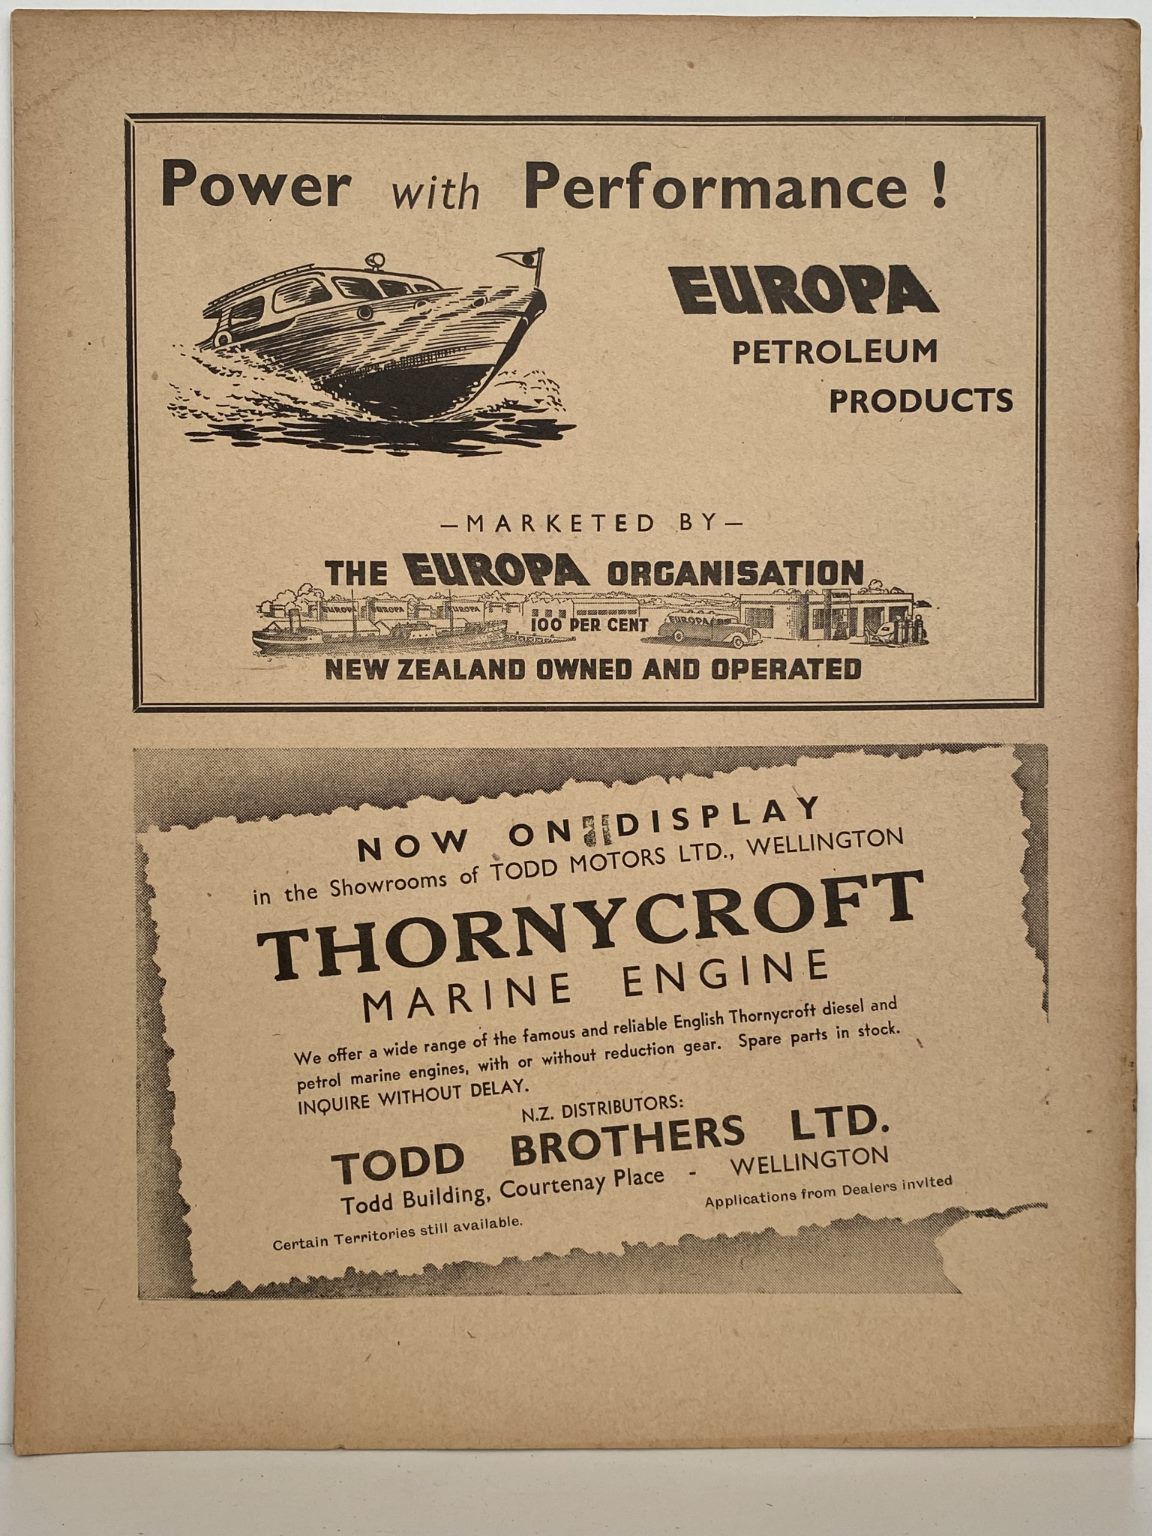 Power with Performance !
EUROPA
PETROLEUM
PRODUCTS
—MARKETED BY—
THE EUROPA ORGANISATION
EUROPA EUROPA EUROPA
100 PER CENT
EUROPA
NEW ZEALAND OWNED AND OPERATED
NOW ON DISPLAY
in the Showrooms of TODD MOTORS LTD., WELLINGTON
THORNYCROFT
MARINE ENGINE
We offer a wide range of the famous and reliable English Thornycroft diesel and
petrol marine engines, with or without reduction gear. Spare parts in stock.
INQUIRE WITHOUT DELAY.
N.Z. DISTRIBUTORS:
TODD BROTHERS LTD.
Todd Building, Courtenay Place - WELLINGTON
Certain Territories still available. Applications from Dealers invited